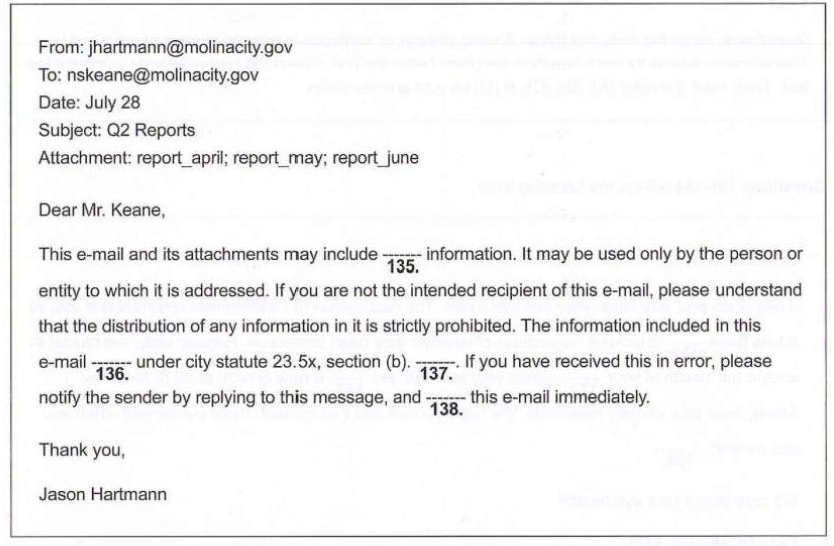 From: jhartmann@molinacity.gov
To: nskeane@molinacity.gov
Date: July 28
Subject: Q2 Reports
Attachment: report_april; report_may; report_june
Dear Mr. Keane,
This e-mail and its attachments may include ------- information. It may be used only by the person or
135.
entity to which it is addressed. If you are not the intended recipient of this e-mail, please understand
that the distribution of any information in it is strictly prohibited. The information included in this
e-mail ------- under city statute 23.5x, section (b). -------. If you have received this in error, please
136. 137.
notify the sender by replying to this message, and ------- this e-mail immediately.
138.
Thank you,
Jason Hartmann